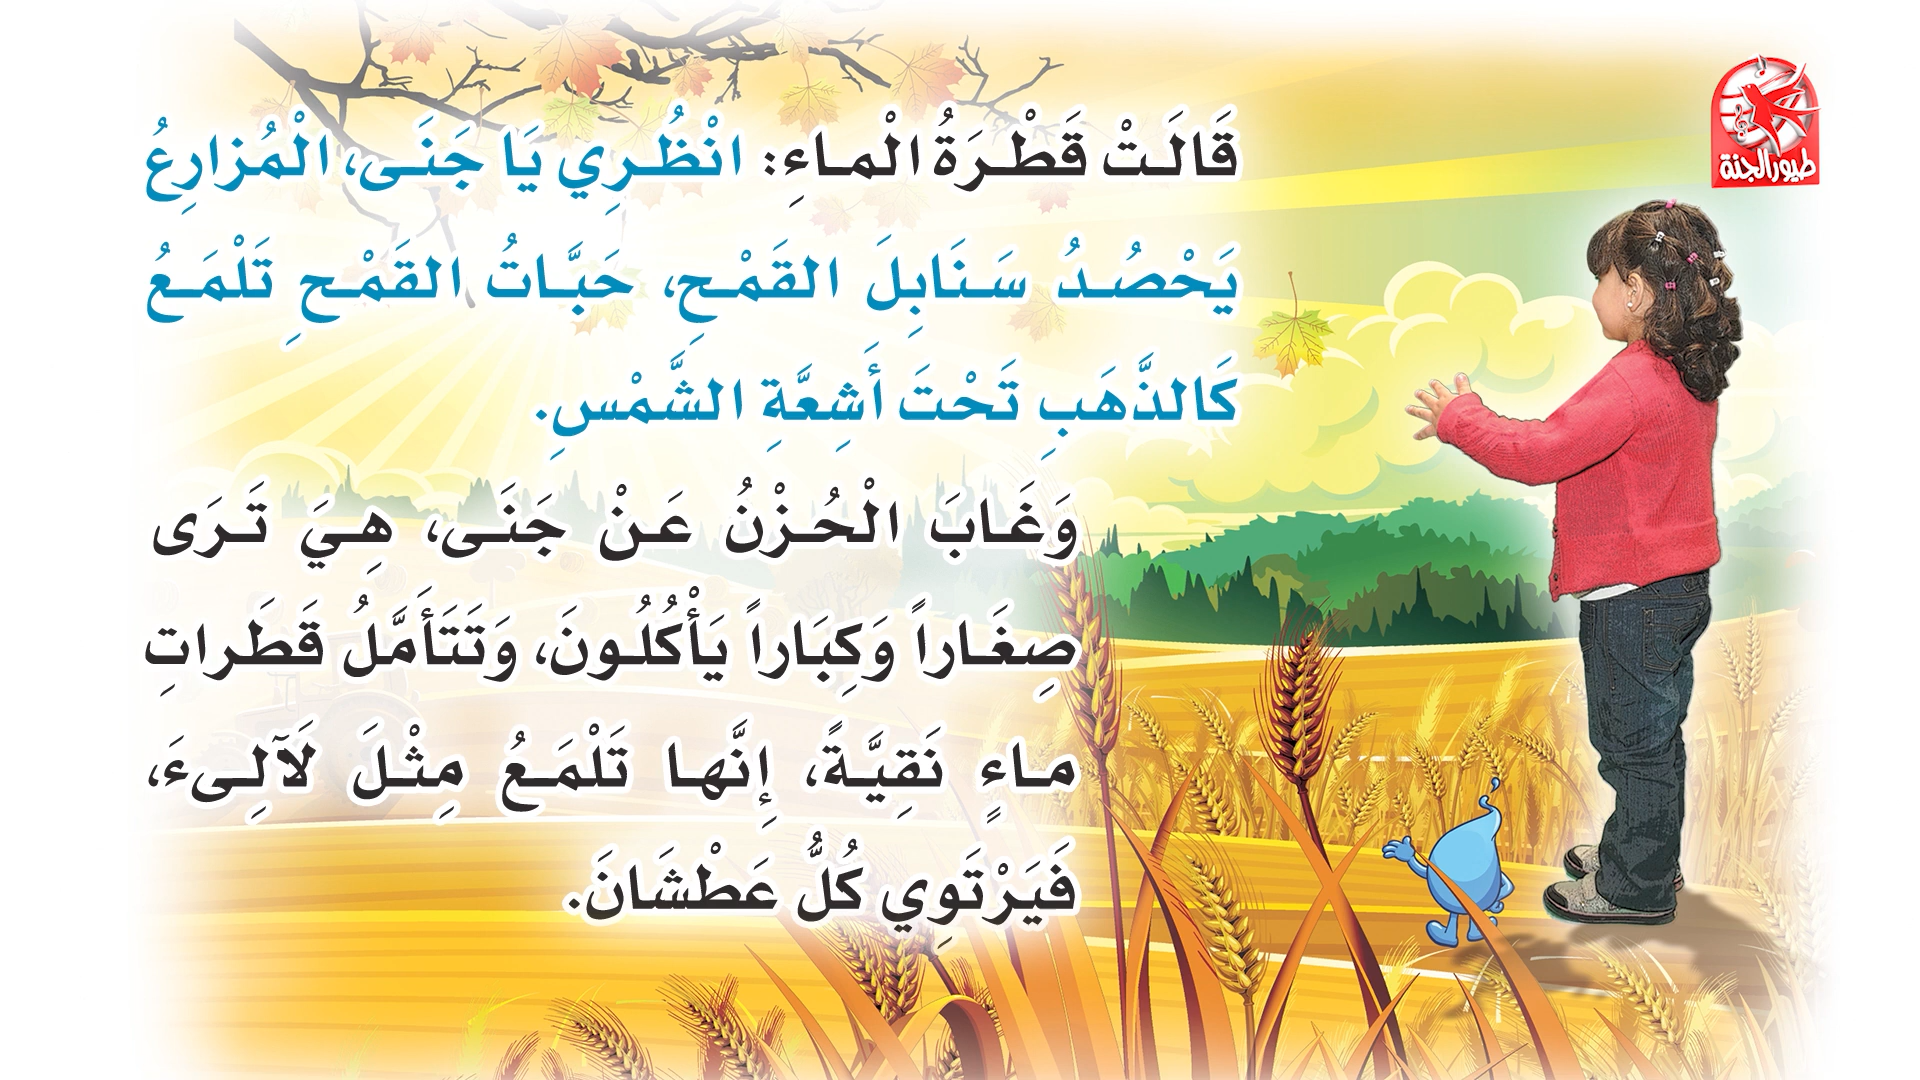 قَالَتْ قَطْرَةُ الْماءِ: انْظُرِي يَا جَنَى، الْمُزارِعُ
يَحْصُدُ سَنَابِلَ القَمْحِ، حَبَّاتُ القَمْحِ تَلْمَعُ
كَالذَّهَبِ تَحْتَ أَشِعَّةِ الشَّمْسِ.
وَغَابَ الْحُزْنُ عَنْ جَنَى، هِيَ تَرَى
صِغَاراً وَكِبَاراً يَأْكُلُونَ، وَتَتَأَمَّلُ قَطَراتِ
ماءٍ نَقِيَّةً، إِنَّها تَلْمَعُ مِثْلَ لَآلِىءَ،
فَيَرْتَوِي كُلُّ عَطْشَانَ.
طيور الجنة